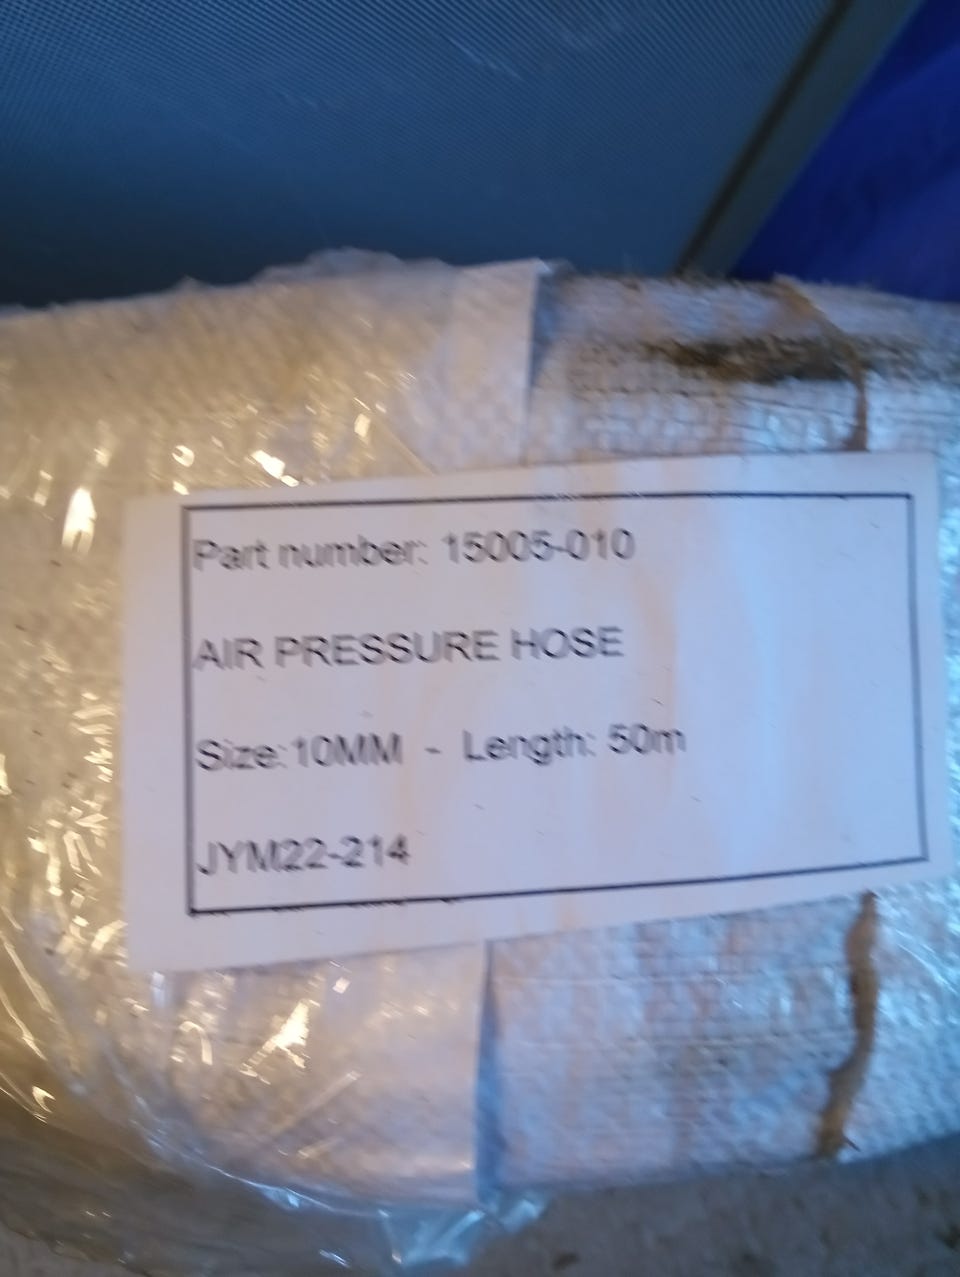 Part number: 15005-010
AIR PRESSURE HOSE
Size:10MM - Length: 50m
JYM22-214